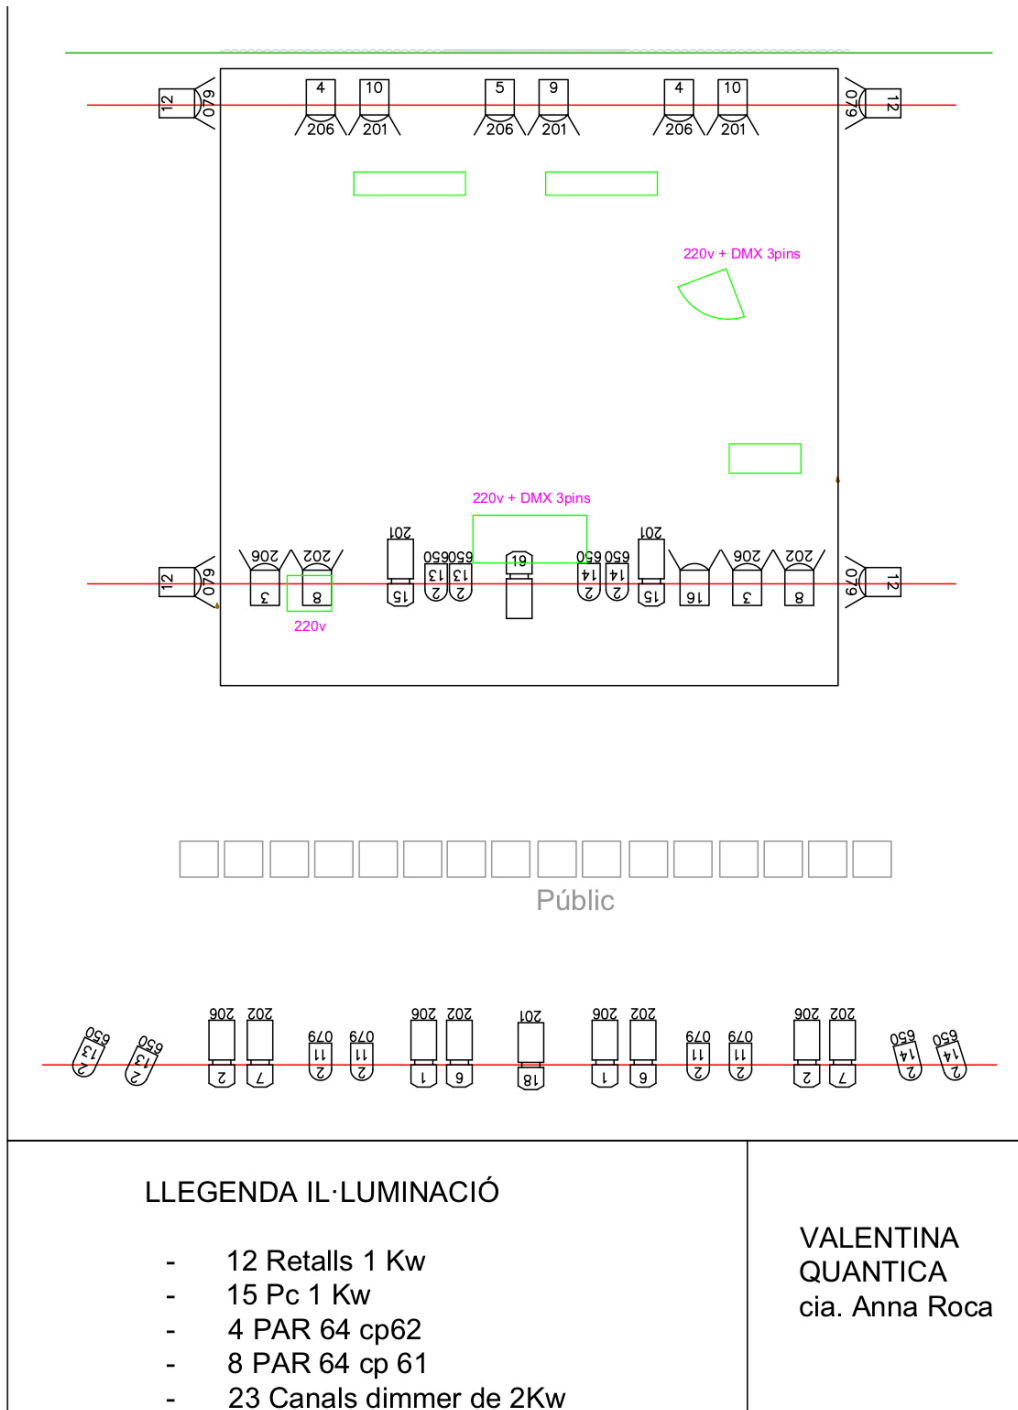 4 10 5 9 4 10
12 079 206 201 206 201 206 201 079 12
220v + DMX 3pins
220v + DMX 3pins
201 201
206 202 650 650 19 650 650 206 202
12 079 13 13 14 14 079 12
3 8 15 2 2 2 2 15 16 3 8
220v
Públic
206 202 206 202 201 206 202 206 202
650 650 079 079 079 079 650 650
13 13 11 11 11 11 14 14
2 2 2 7 2 2 1 6 18 1 6 2 2 2 7 2 2
LLEGENDA IL·LUMINACIÓ
- 12 Retalls 1 Kw
- 15 Pc 1 Kw
- 4 PAR 64 cp62
- 8 PAR 64 cp 61
- 23 Canals dimmer de 2Kw
VALENTINA
QUANTICA
cia. Anna Roca